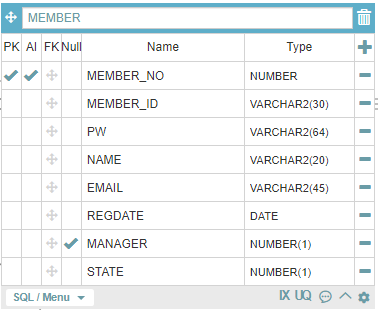 MEMBER
PK AI FK Null Name Type
MEMBER_NO NUMBER
MEMBER_ID VARCHAR2(30)
PW VARCHAR2(64)
NAME VARCHAR2(20)
EMAIL VARCHAR2(45)
REGDATE DATE
MANAGER NUMBER(1)
STATE NUMBER(1)
SQL / Menu IX UQ